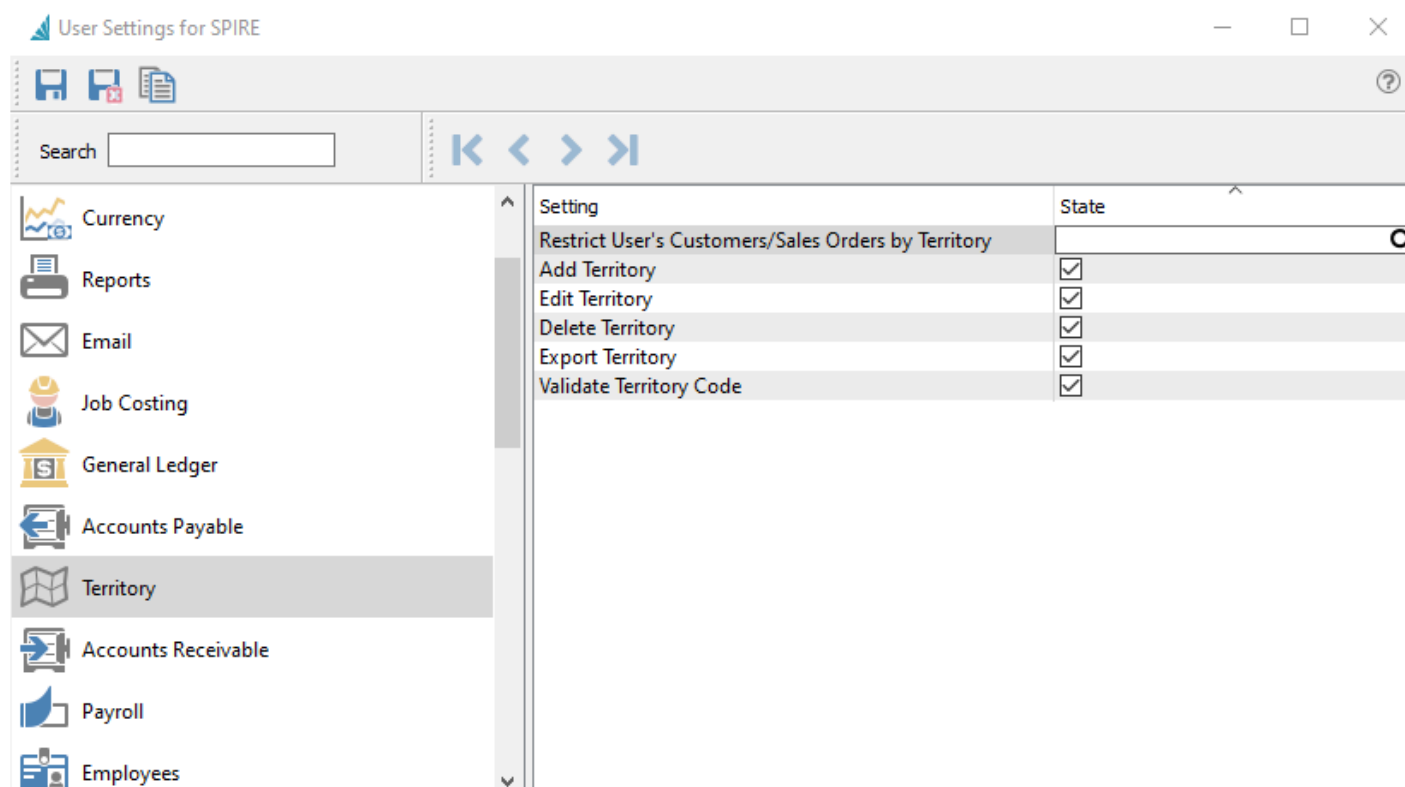 User Settings for SPIRE
Search
Currency
Reports
Email
Job Costing
General Ledger
Accounts Payable
Territory
Accounts Receivable
Payroll
Employees
Setting State
Restrict User's Customers/Sales Orders by Territory
Add Territory
Edit Territory
Delete Territory
Export Territory
Validate Territory Code